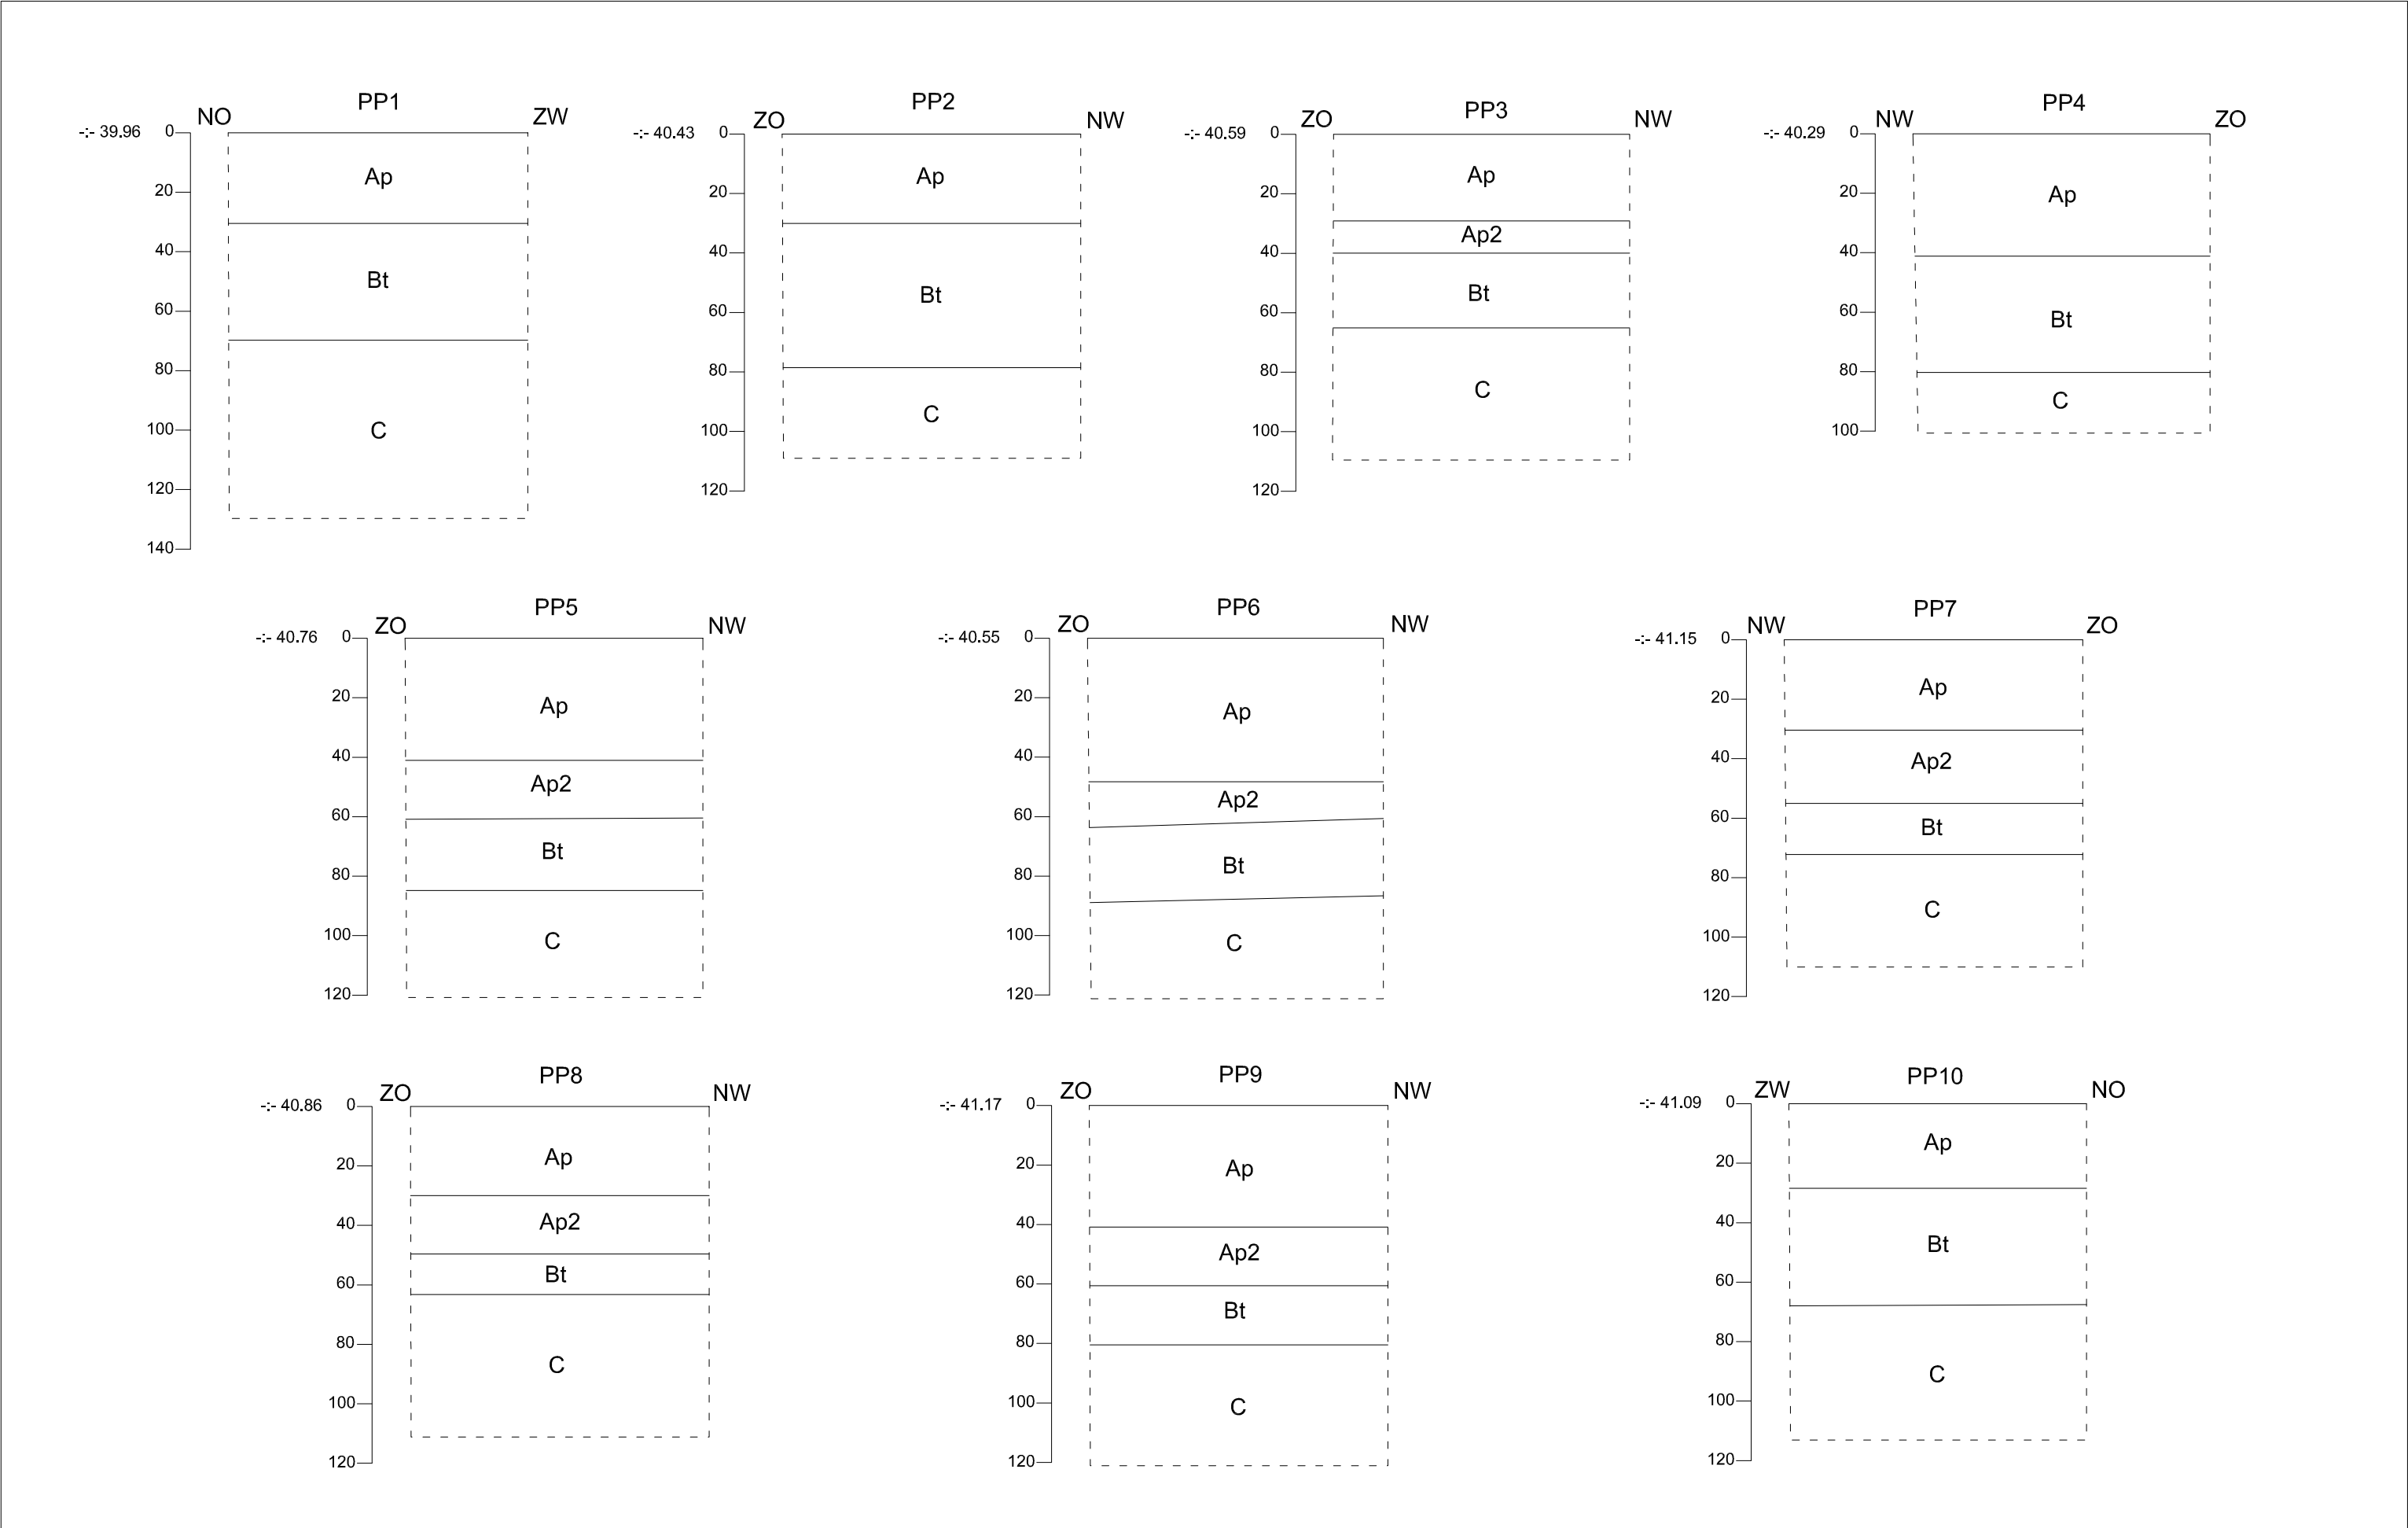 PP1
NO ZW
-:- 39.96
0
20
40
60
80
100
120
140
Ap
Bt
C
PP2
ZO NW
-:- 40.43
0
20
40
60
80
100
120
Ap
Bt
C
PP3
ZO NW
-:- 40.59
0
20
40
60
80
100
120
Ap
Ap2
Bt
C
PP4
NW ZO
-:- 40.29
0
20
40
60
80
100
Ap
Bt
C
PP5
ZO NW
-:- 40.76
0
20
40
60
80
100
120
Ap
Ap2
Bt
C
PP6
ZO NW
-:- 40.55
0
20
40
60
80
100
120
Ap
Ap2
Bt
C
PP7
NW ZO
-:- 41.15
0
20
40
60
80
100
120
Ap
Ap2
Bt
C
PP8
ZO NW
-:- 40.86
0
20
40
60
80
100
120
Ap
Ap2
Bt
C
PP9
ZO NW
-:- 41.17
0
20
40
60
80
100
120
Ap
Ap2
Bt
C
PP10
ZW NO
-:- 41.09
0
20
40
60
80
100
120
Ap
Bt
C